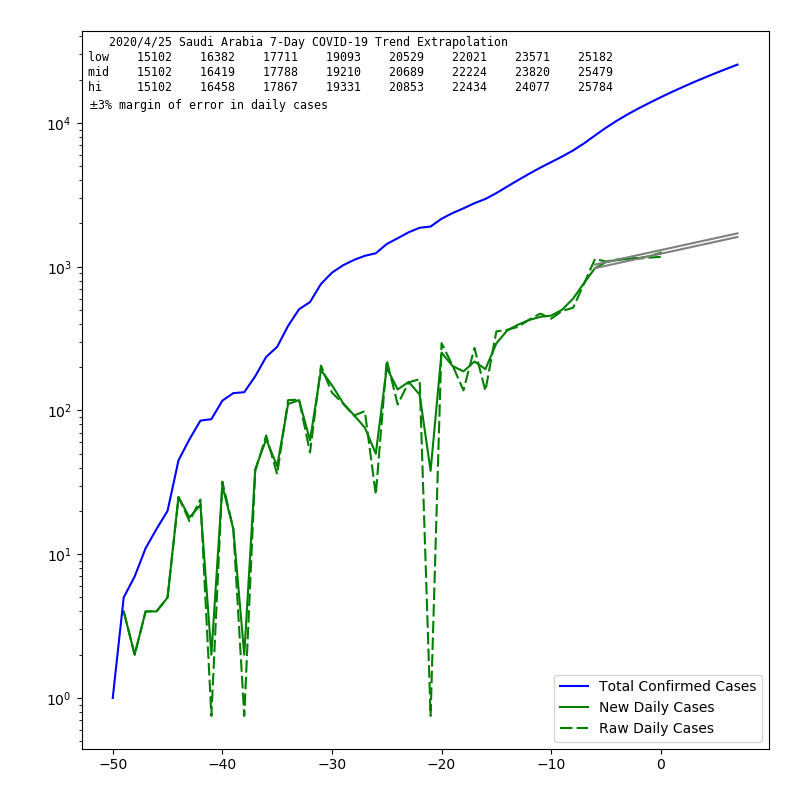 2020/4/25 Saudi Arabia 7-Day COVID-19 Trend Extrapolation
low 15102 16382 17711 19093 20529 22021 23571 25182
mid 15102 16419 17788 19210 20689 22224 23820 25479
hi 15102 16458 17867 19331 20853 22434 24077 25784
±3% margin of error in daily cases
10⁴
10³
10²
10¹
10⁰
Total Confirmed Cases
New Daily Cases
Raw Daily Cases
−50 −40 −30 −20 −10 0